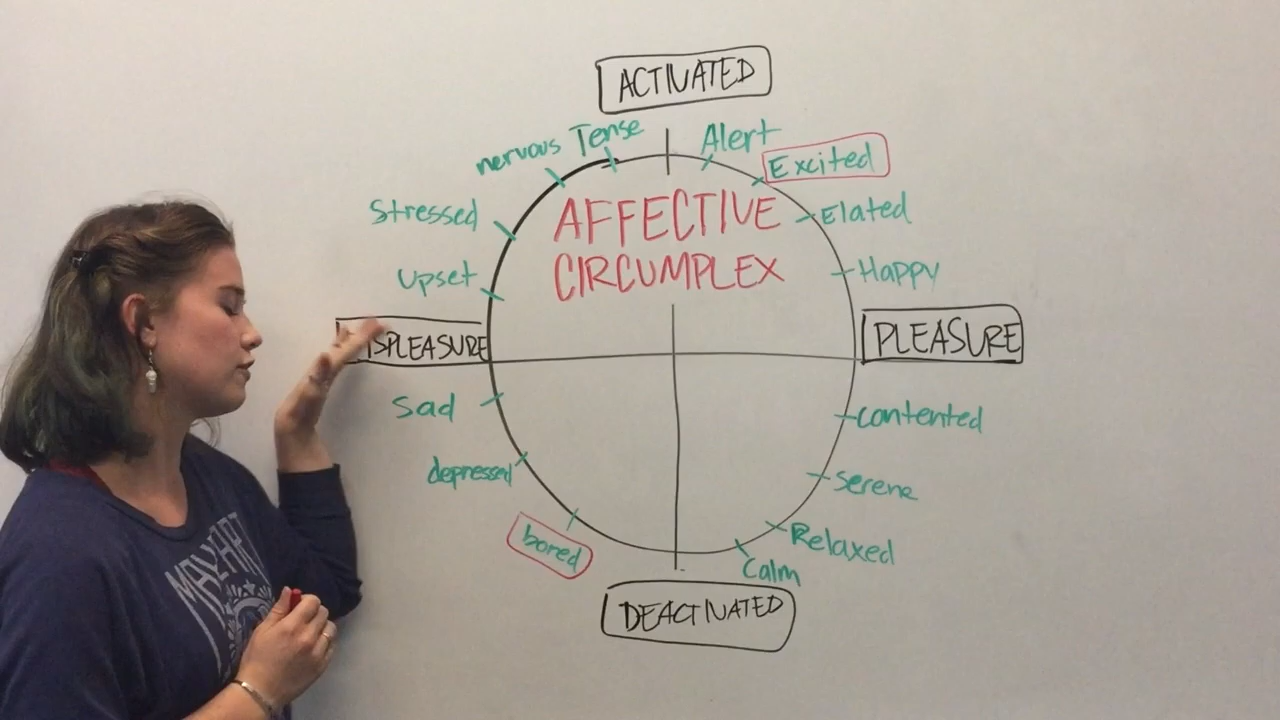 ACTIVATED
nervous Tense Alert Excited
Stressed AFFECTIVE Elated
CIRCUMPLEX
upset Happy
SPLEASURE PLEASURE
Sad contented
depressed serene
bored Relaxed
Calm
DEACTIVATED